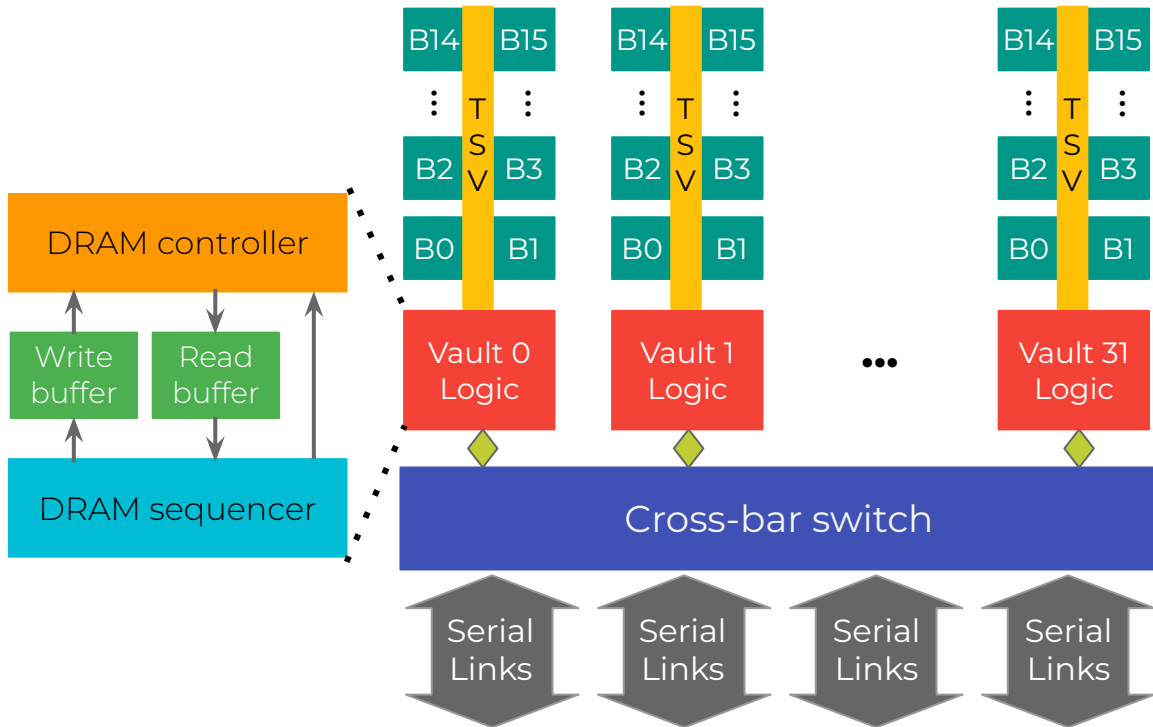 B14 B15 B14 B15 B14 B15
T T T
S S S
V V V
B2 B3 B2 B3 B2 B3
B0 B1 B0 B1 B0 B1
DRAM controller
Write
buffer
Read
buffer
DRAM sequencer
Vault 0
Logic
Vault 1
Logic
Vault 31
Logic
Cross-bar switch
Serial
Links
Serial
Links
Serial
Links
Serial
Links